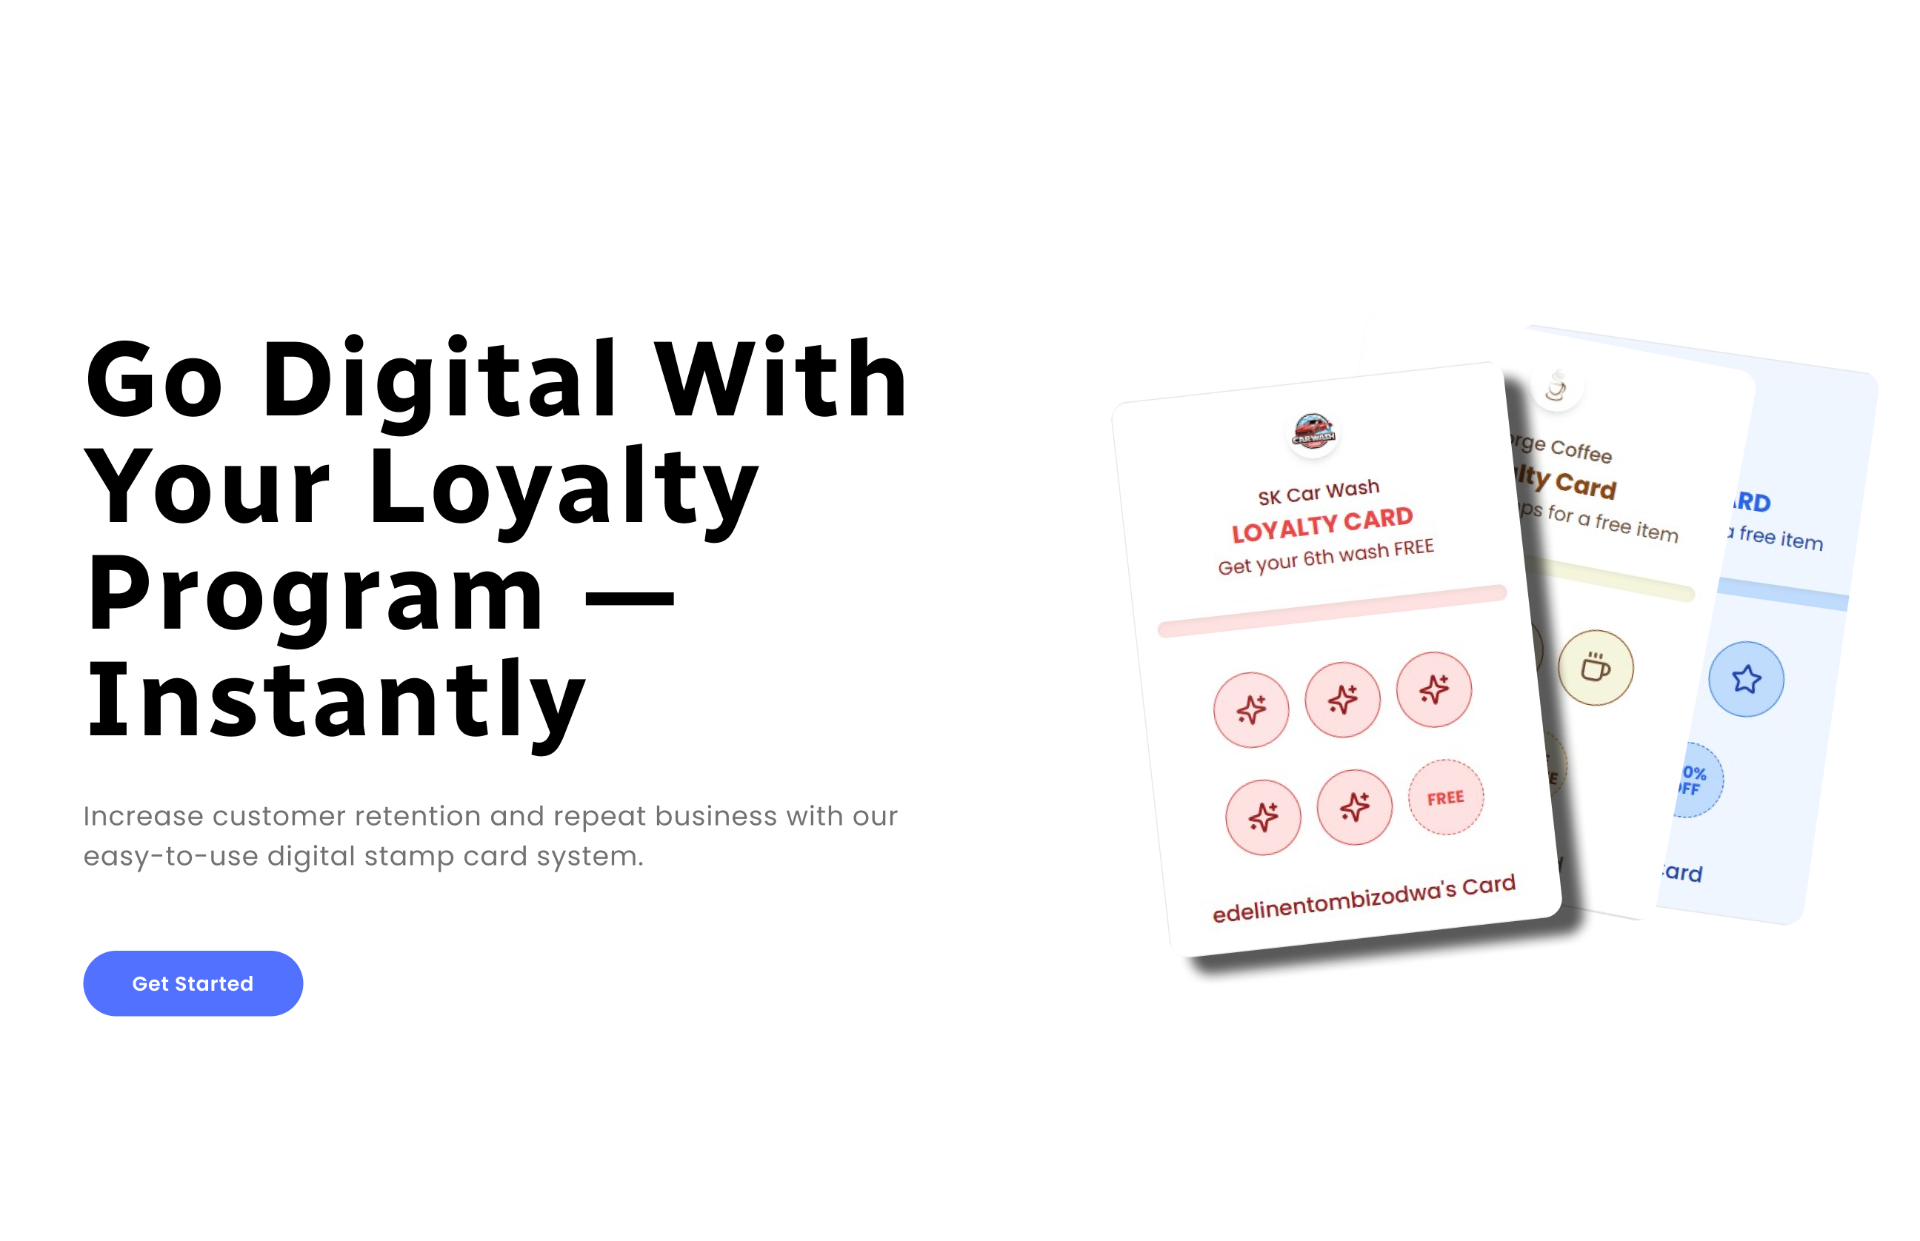 Go Digital With
Your Loyalty
Program —
Instantly
Increase customer retention and repeat business with our
easy-to-use digital stamp card system.
Get Started
CARWASH
SK Car Wash
LOYALTY CARD
Get your 6th wash FREE
FREE
edelinentombizodwa's Card
Coffee
Card
for a free item
a free item